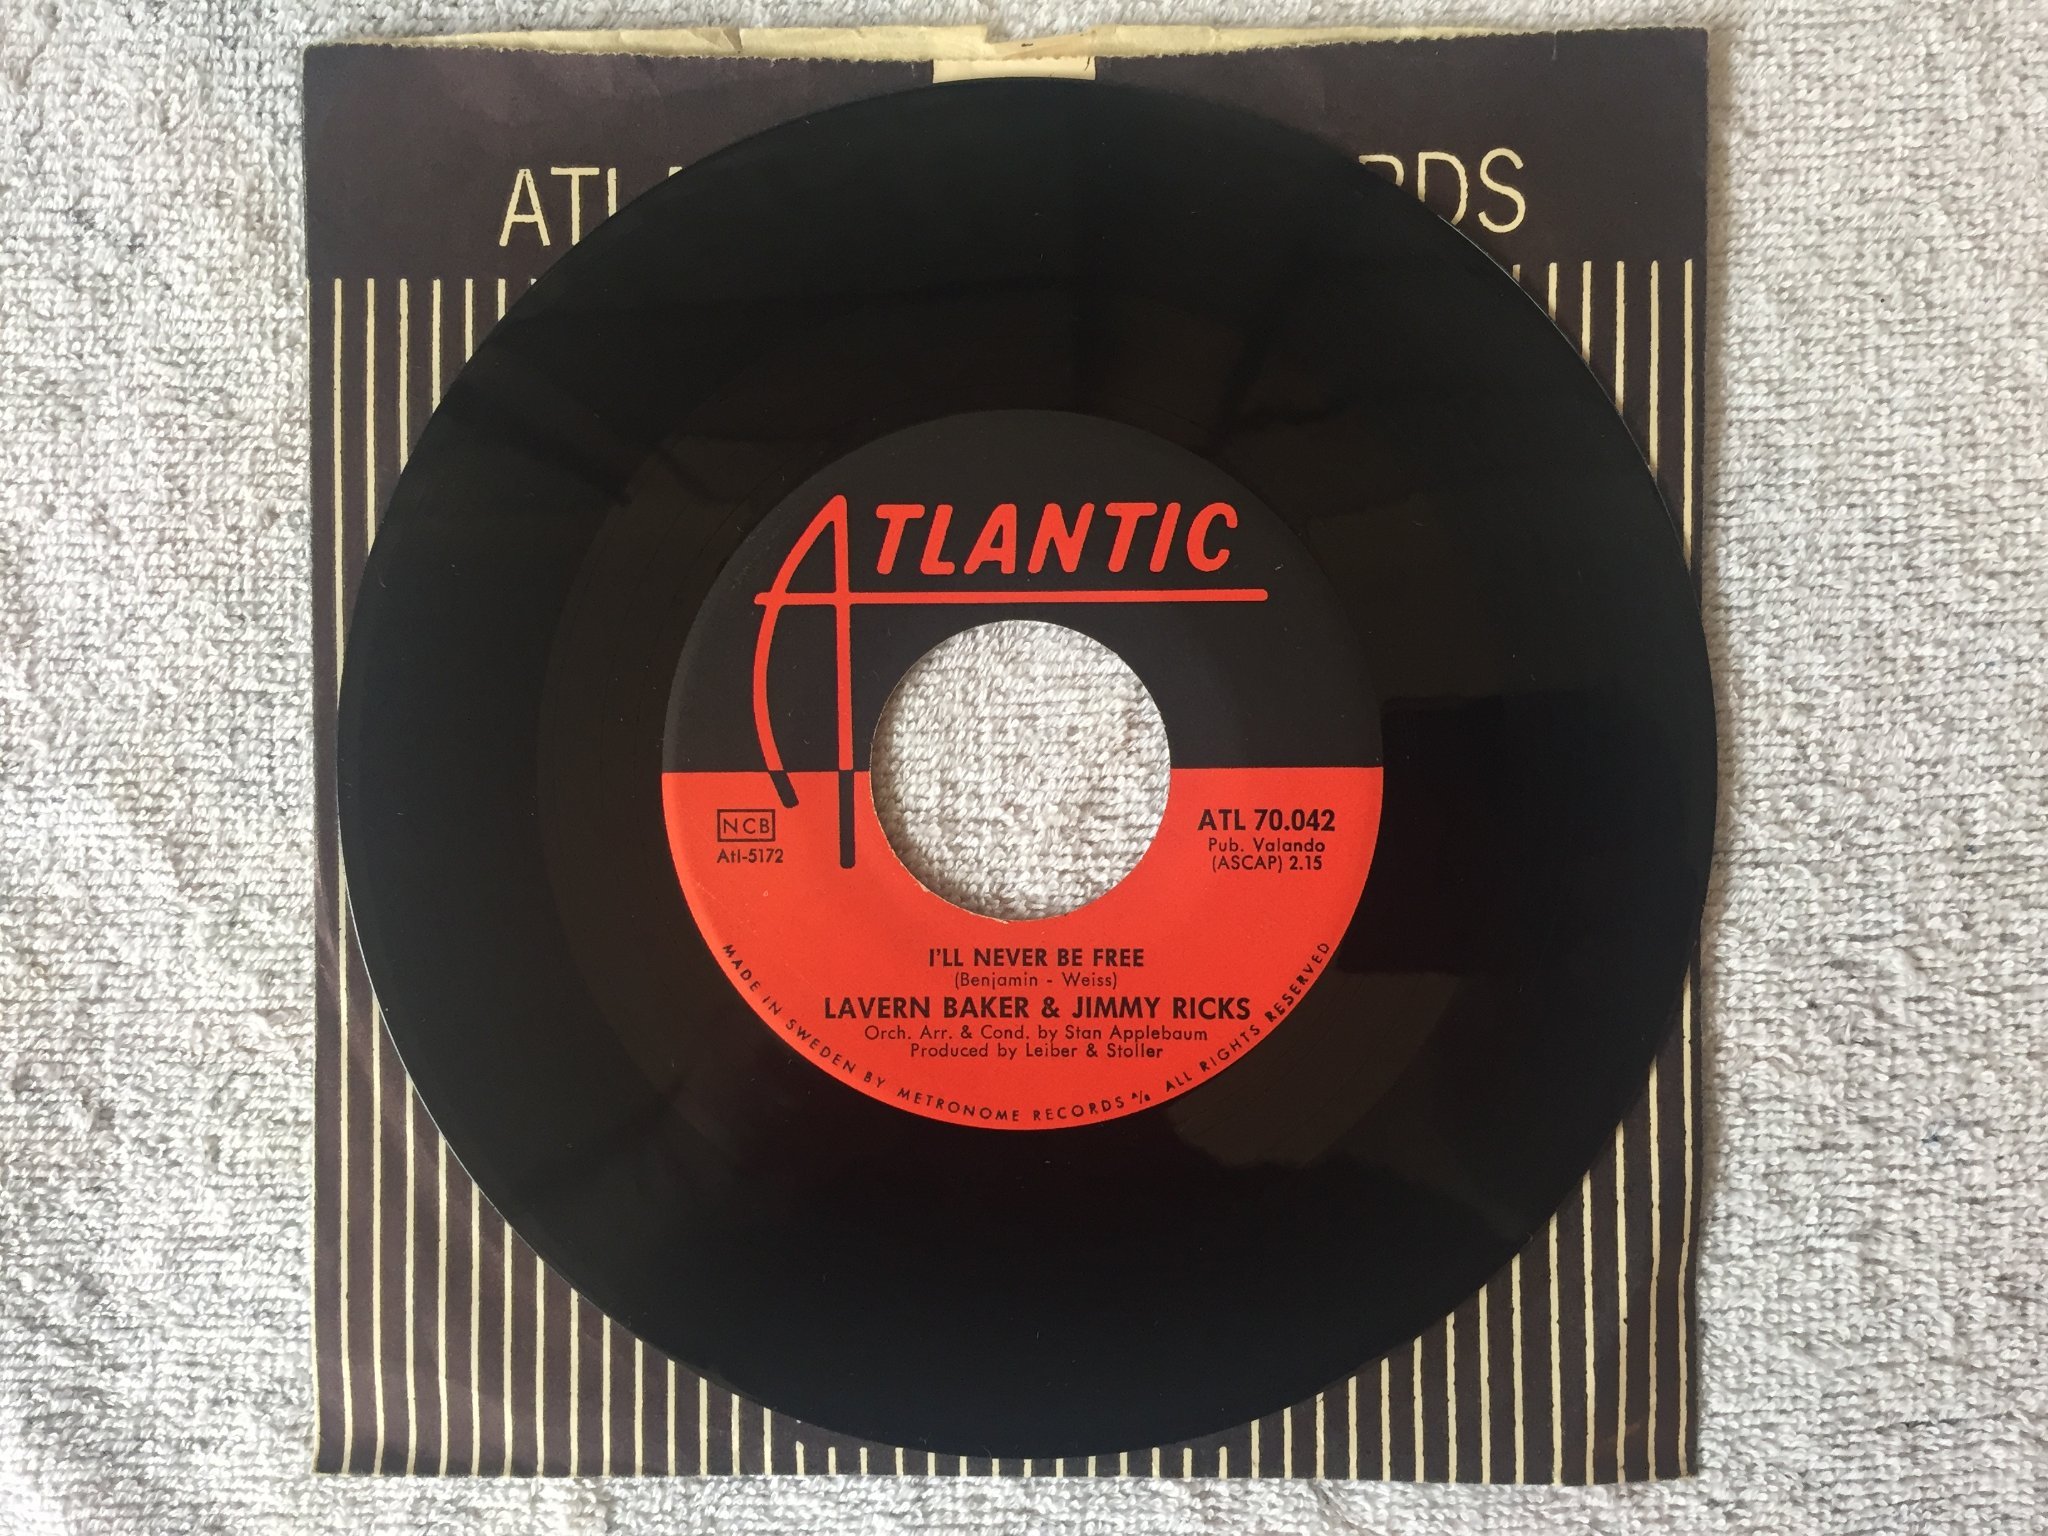 ATLANTIC
NCB
Atl-5172
ATL 70.042
Pub. Valando
(ASCAP) 2.15
I'LL NEVER BE FREE
(Benjamin - Weiss)
LAVERN BAKER & JIMMY RICKS
Orch. Arr. & Cond. by Stan Applebaum
Produced by Leiber & Stoller
MADE IN SWEDEN BY METRONOME RECORDS A/B ALL RIGHTS RESERVED